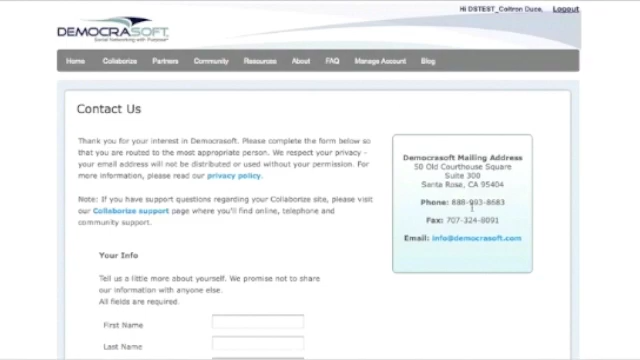 Hi DSTEST_Coltron Duca, Logout
DEMOCRASOFT
Social Networking with Purpose
Home Collaborize Partners Community Resources About FAQ Manage Account Blog
Contact Us
Thank you for your interest in Democrasoft. Please complete the form below so
that you are routed to the most appropriate person. We respect your privacy -
your email address will not be distributed or used without your permission. For
more information, please read our privacy policy.
Note: If you have support questions regarding your Collaborize site, please visit
our Collaborize support page where you'll find online, telephone and
community support.
Democrasoft Mailing Address
50 Old Courthouse Square
Suite 300
Santa Rosa, CA 95404
Phone: 888-993-8683
Fax: 707-324-8091
Email: info@democrasoft.com
Your Info
Tell us a little more about yourself. We promise not to share
our information with anyone else.
All fields are required.
First Name
Last Name